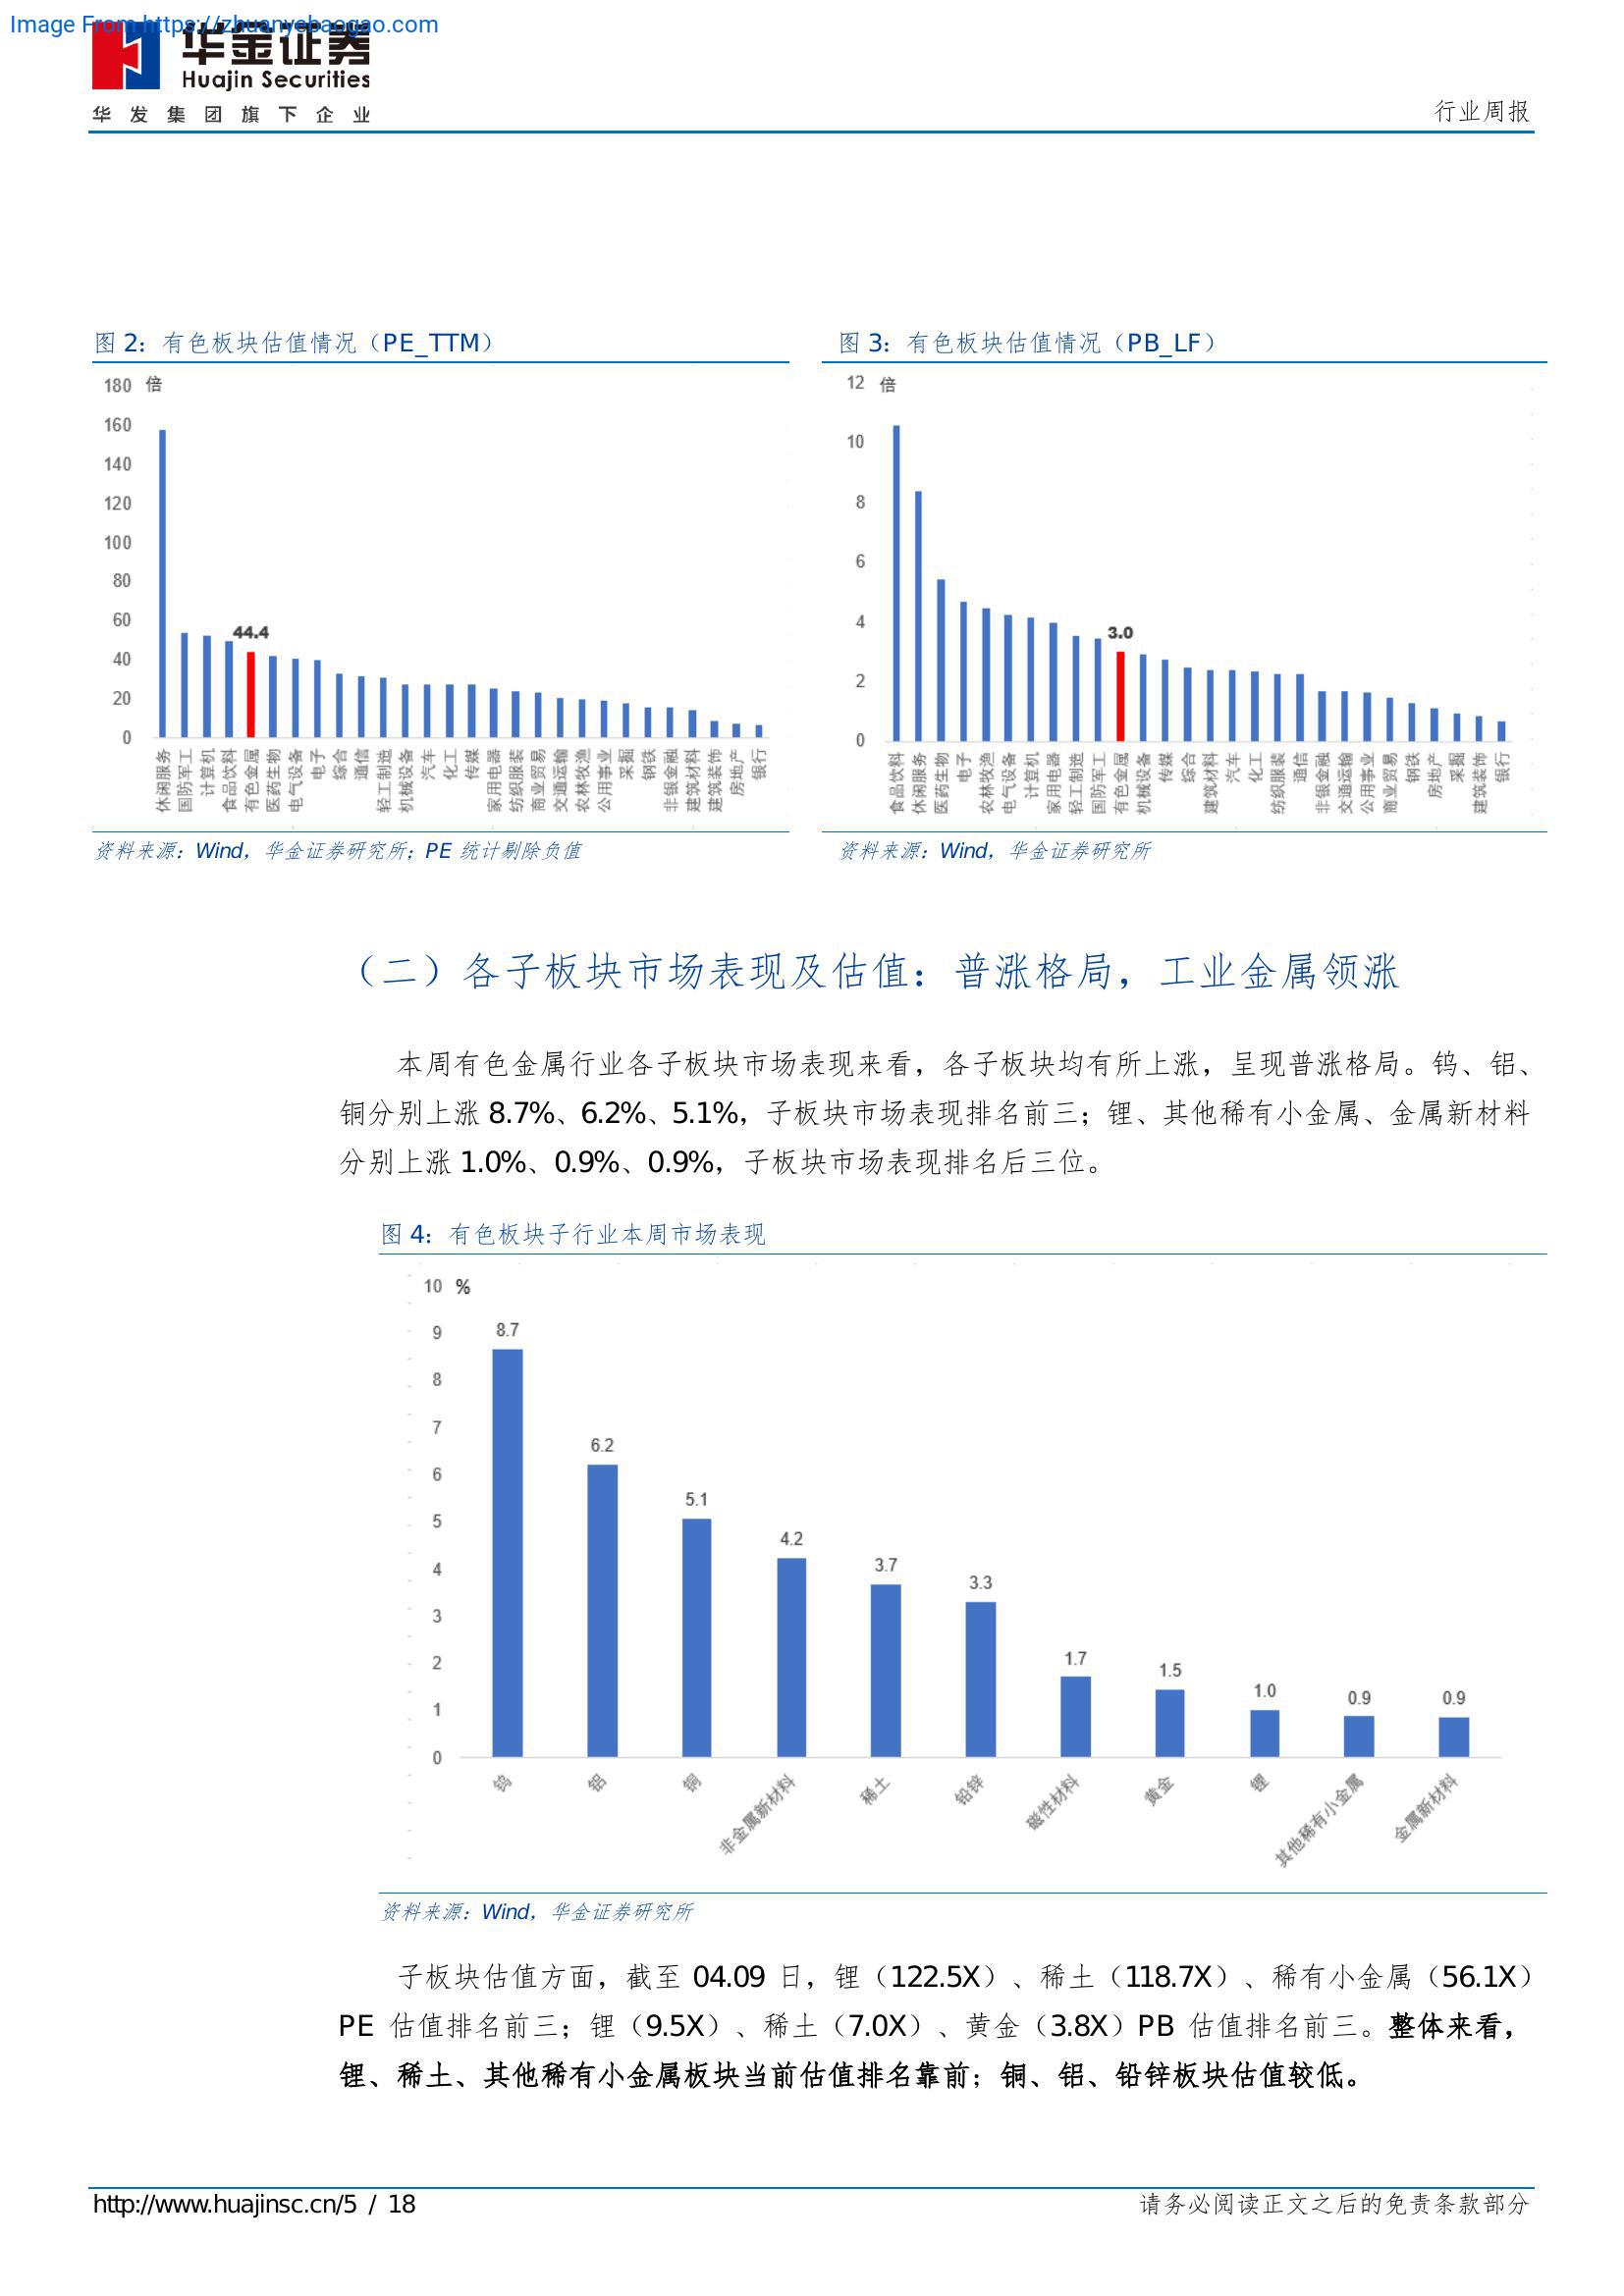 Image From https://zhuanyebaogao.com
华金证券
Huajin Securities
华发集团旗下企业
行业周报
图 2：有色板块估值情况（PE_TTM）
180 倍
160
140
120
100
80
60
40
20
0
44.4
休闲服务 国防军工 计算机 食品饮料 有色金属 医药生物 电气设备 电子 综合 通信 轻工制造 机械设备 汽车 化工 传媒 家用电器 纺织服装 商业贸易 交通运输 农林牧渔 公用事业 采掘 钢铁 非银金融 建筑材料 建筑装饰 房地产 银行
资料来源：Wind，华金证券研究所；PE 统计剔除负值
图 3：有色板块估值情况（PB_LF）
12 倍
10
8
6
4
2
0
3.0
食品饮料 休闲服务 医药生物 电子 农林牧渔 电气设备 计算机 家用电器 轻工制造 国防军工 有色金属 机械设备 传媒 综合 建筑材料 汽车 化工 纺织服装 通信 非银金融 交通运输 公用事业 商业贸易 钢铁 房地产 采掘 建筑装饰 银行
资料来源：Wind，华金证券研究所
（二）各子板块市场表现及估值：普涨格局，工业金属领涨
本周有色金属行业各子板块市场表现来看，各子板块均有所上涨，呈现普涨格局。钨、铝、
铜分别上涨 8.7%、6.2%、5.1%，子板块市场表现排名前三；锂、其他稀有小金属、金属新材料
分别上涨 1.0%、0.9%、0.9%，子板块市场表现排名后三位。
图 4：有色板块子行业本周市场表现
10 %
9
8
7
6
5
4
3
2
1
0
8.7 6.2 5.1 4.2 3.7 3.3 1.7 1.5 1.0 0.9 0.9
钨 铝 铜 非金属新材料 稀土 铅锌 磁性材料 黄金 锂 其他稀有小金属 金属新材料
资料来源：Wind，华金证券研究所
子板块估值方面，截至 04.09 日，锂（122.5X）、稀土（118.7X）、稀有小金属（56.1X）
PE 估值排名前三；锂（9.5X）、稀土（7.0X）、黄金（3.8X）PB 估值排名前三。整体来看，
锂、稀土、其他稀有小金属板块当前估值排名靠前；铜、铝、铅锌板块估值较低。
http://www.huajinsc.cn/5 / 18
请务必阅读正文之后的免责条款部分